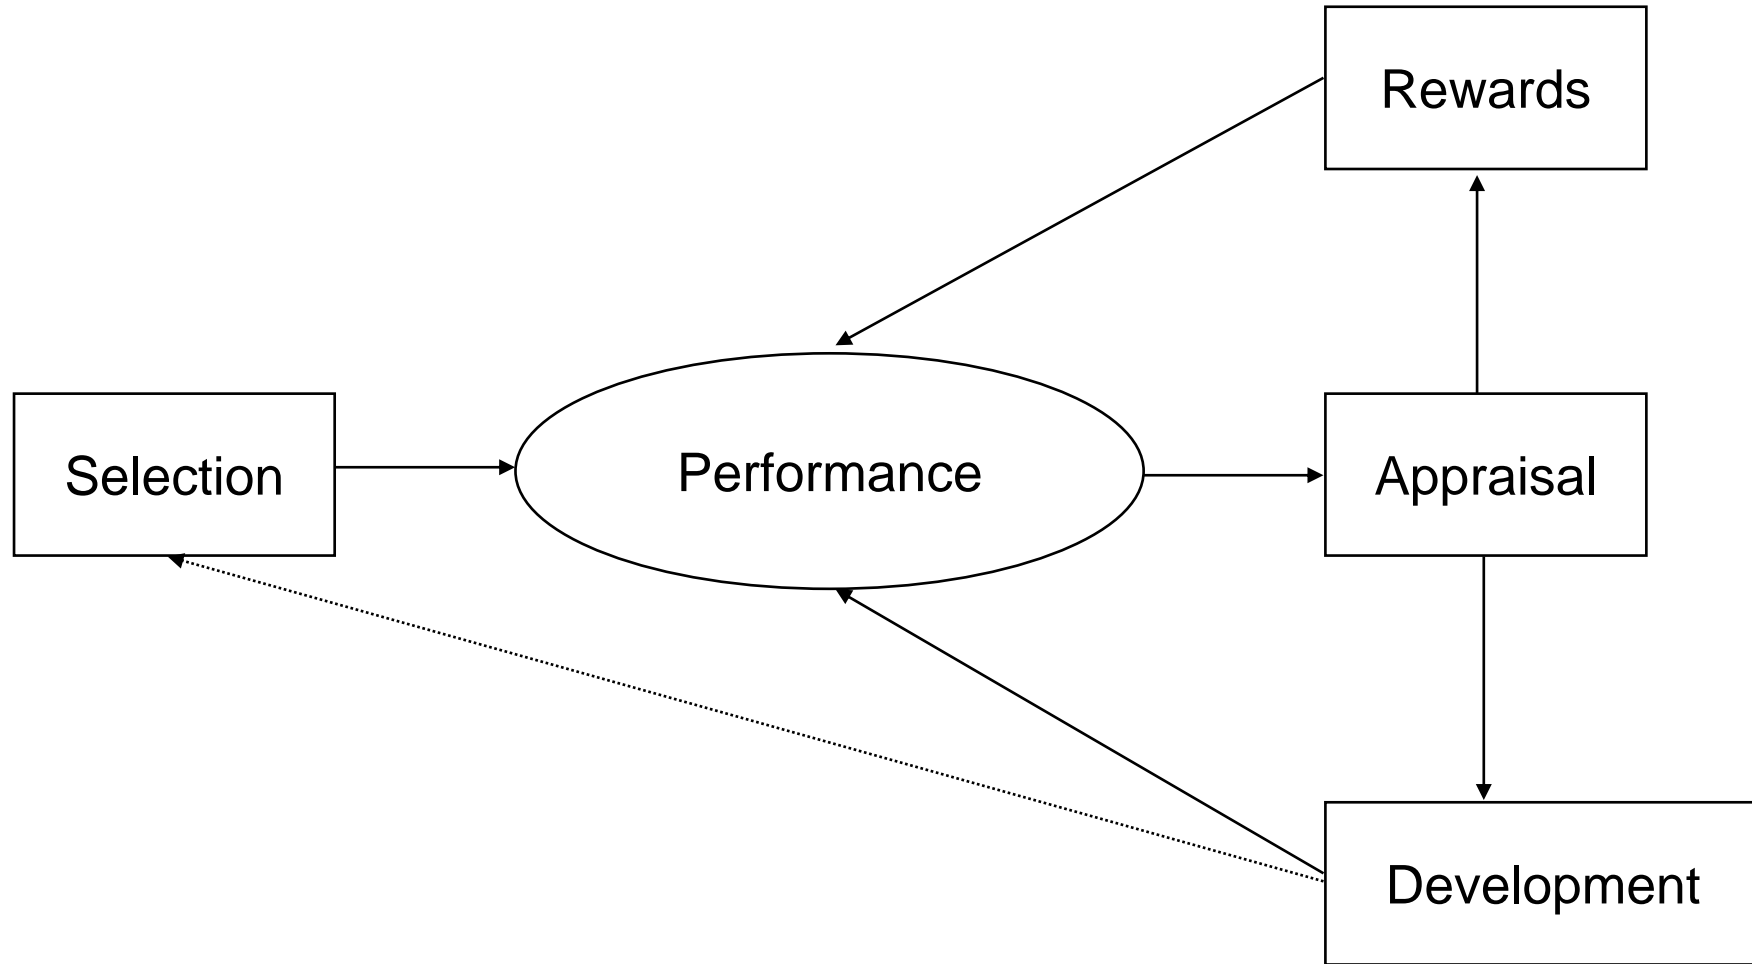 Rewards
Selection
Performance
Appraisal
Development